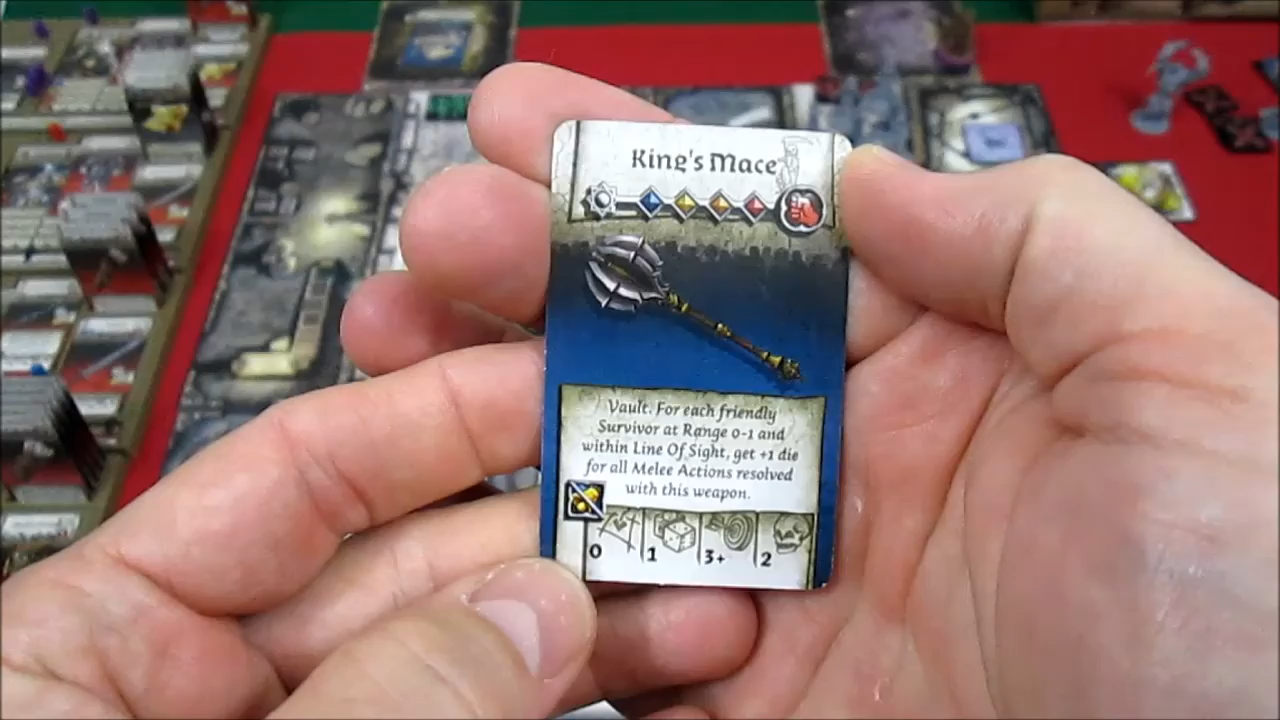 King's Mace
Vault. For each friendly
Survivor at Range 0-1 and
within Line Of Sight, get +1 die
for all Melee Actions resolved
with this weapon.
0 1 3+ 2